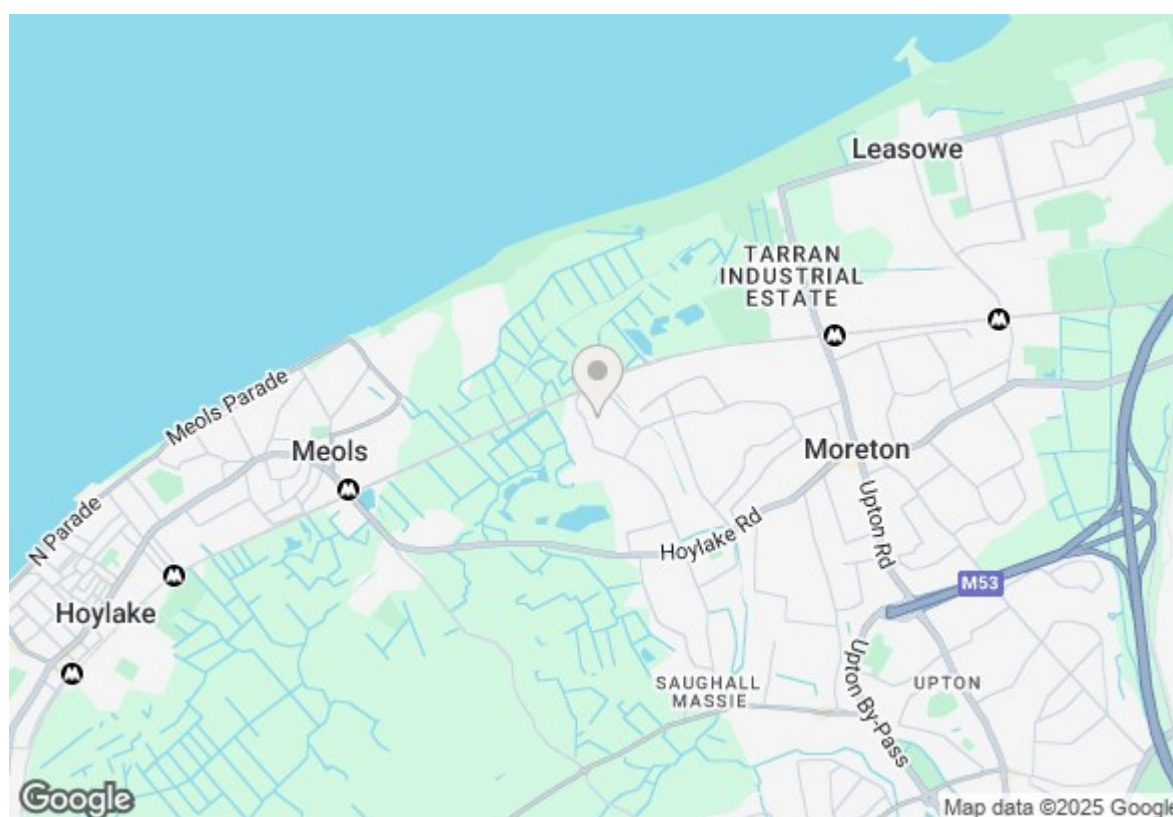 Leasowe
TARRAN
INDUSTRIAL
ESTATE
Meols Parade
Meols
Moreton
N Parade
Upton Rd
Hoylake Rd
M53
Hoylake
Upton By-Pass
SAUGHALL
MASSIE
UPTON
Google
Map data ©2025 Google